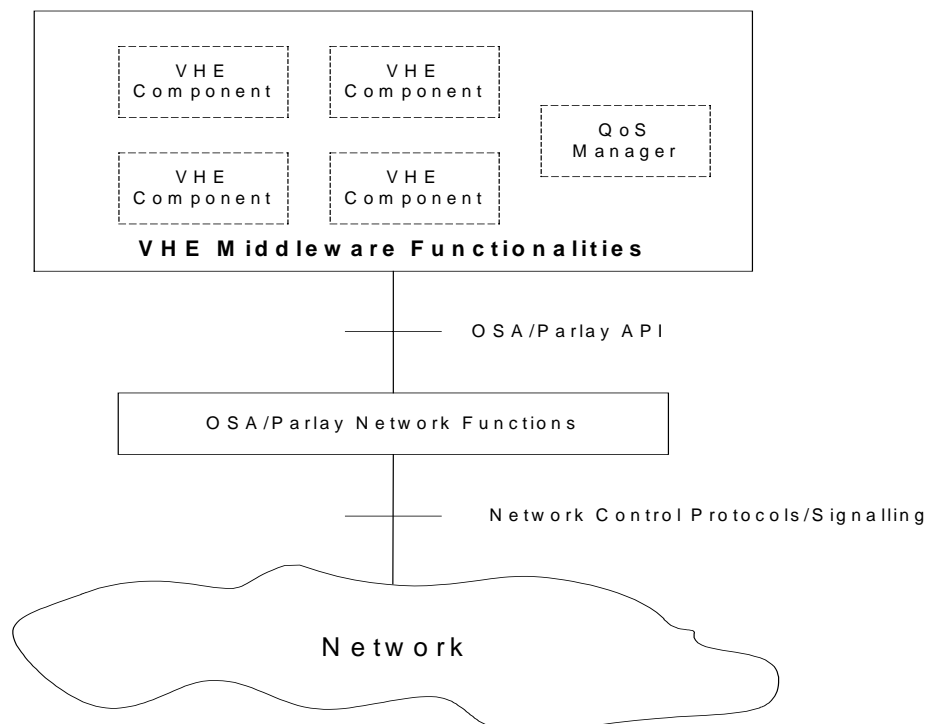 VHE
Component
VHE
Component
QoS
Manager
VHE
Component
VHE
Component
VHE Middleware Functionalities
OSA/Parlay API
OSA/Parlay Network Functions
Network Control Protocols/Signalling
Network